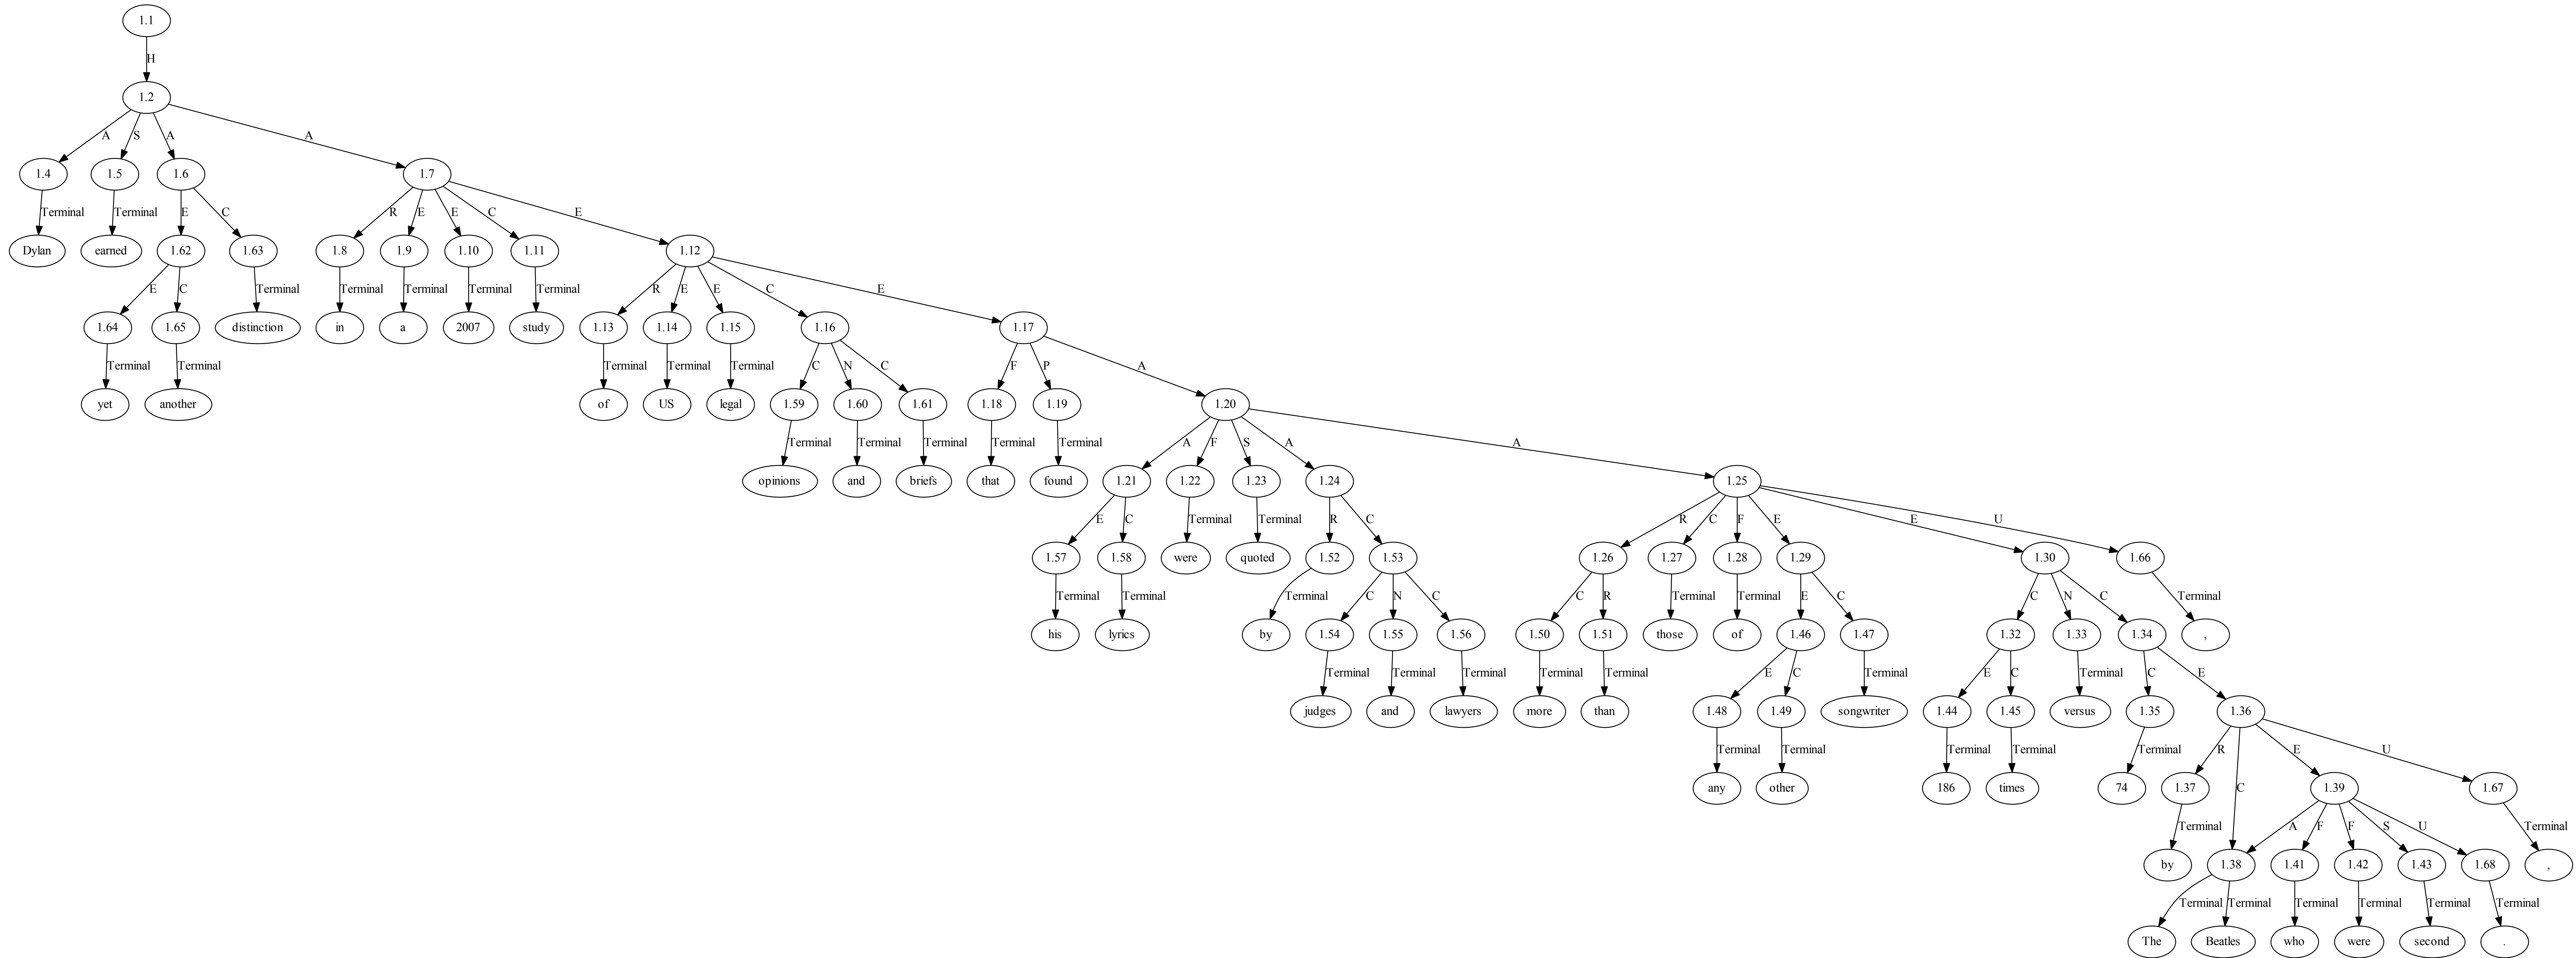 1.1
H
1.2
A S A A
1.4 1.5 1.6 1.7
Terminal Terminal E C R E E C E
Dylan earned 1.62 1.63 1.8 1.9 1.10 1.11 1.12
E C Terminal Terminal Terminal Terminal Terminal R E E C E
1.64 1.65 distinction in a 2007 study 1.13 1.14 1.15 1.16 1.17
Terminal Terminal Terminal Terminal Terminal C N C F P A
yet another of US legal 1.59 1.60 1.61 1.18 1.19 1.20
Terminal Terminal Terminal Terminal Terminal A F S A A
opinions and briefs that found 1.21 1.22 1.23 1.24 1.25
E C Terminal Terminal R C R C F E E U
1.57 1.58 were quoted 1.52 1.53 1.26 1.27 1.28 1.29 1.30 1.66
Terminal Terminal Terminal C N C C R Terminal Terminal E C C N C Terminal
his lyrics by 1.54 1.55 1.56 1.50 1.51 those of 1.46 1.47 1.32 1.33 1.34 ,
Terminal Terminal Terminal Terminal Terminal E C Terminal E C Terminal C E
judges and lawyers more than 1.48 1.49 songwriter 1.44 1.45 versus 1.35 1.36
Terminal Terminal Terminal Terminal Terminal R C E U
any other 186 times 74 1.37 1.39 1.67
Terminal A F F S U Terminal
by 1.38 1.41 1.42 1.43 1.68 ,
Terminal Terminal Terminal Terminal Terminal Terminal
The Beatles who were second .